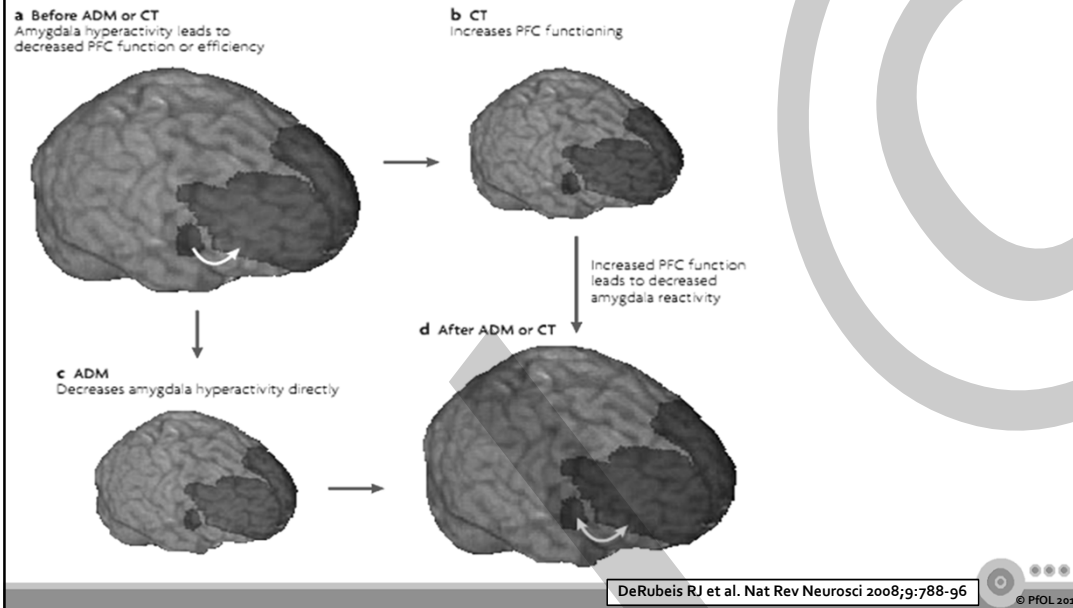 a Before ADM or CT
Amygdala hyperactivity leads to
decreased PFC function or efficiency
b CT
Increases PFC functioning
Increased PFC function
leads to decreased
amygdala reactivity
c ADM
Decreases amygdala hyperactivity directly
d After ADM or CT
DeRubeis RJ et al. Nat Rev Neurosci 2008;9:788-96
© PfOL